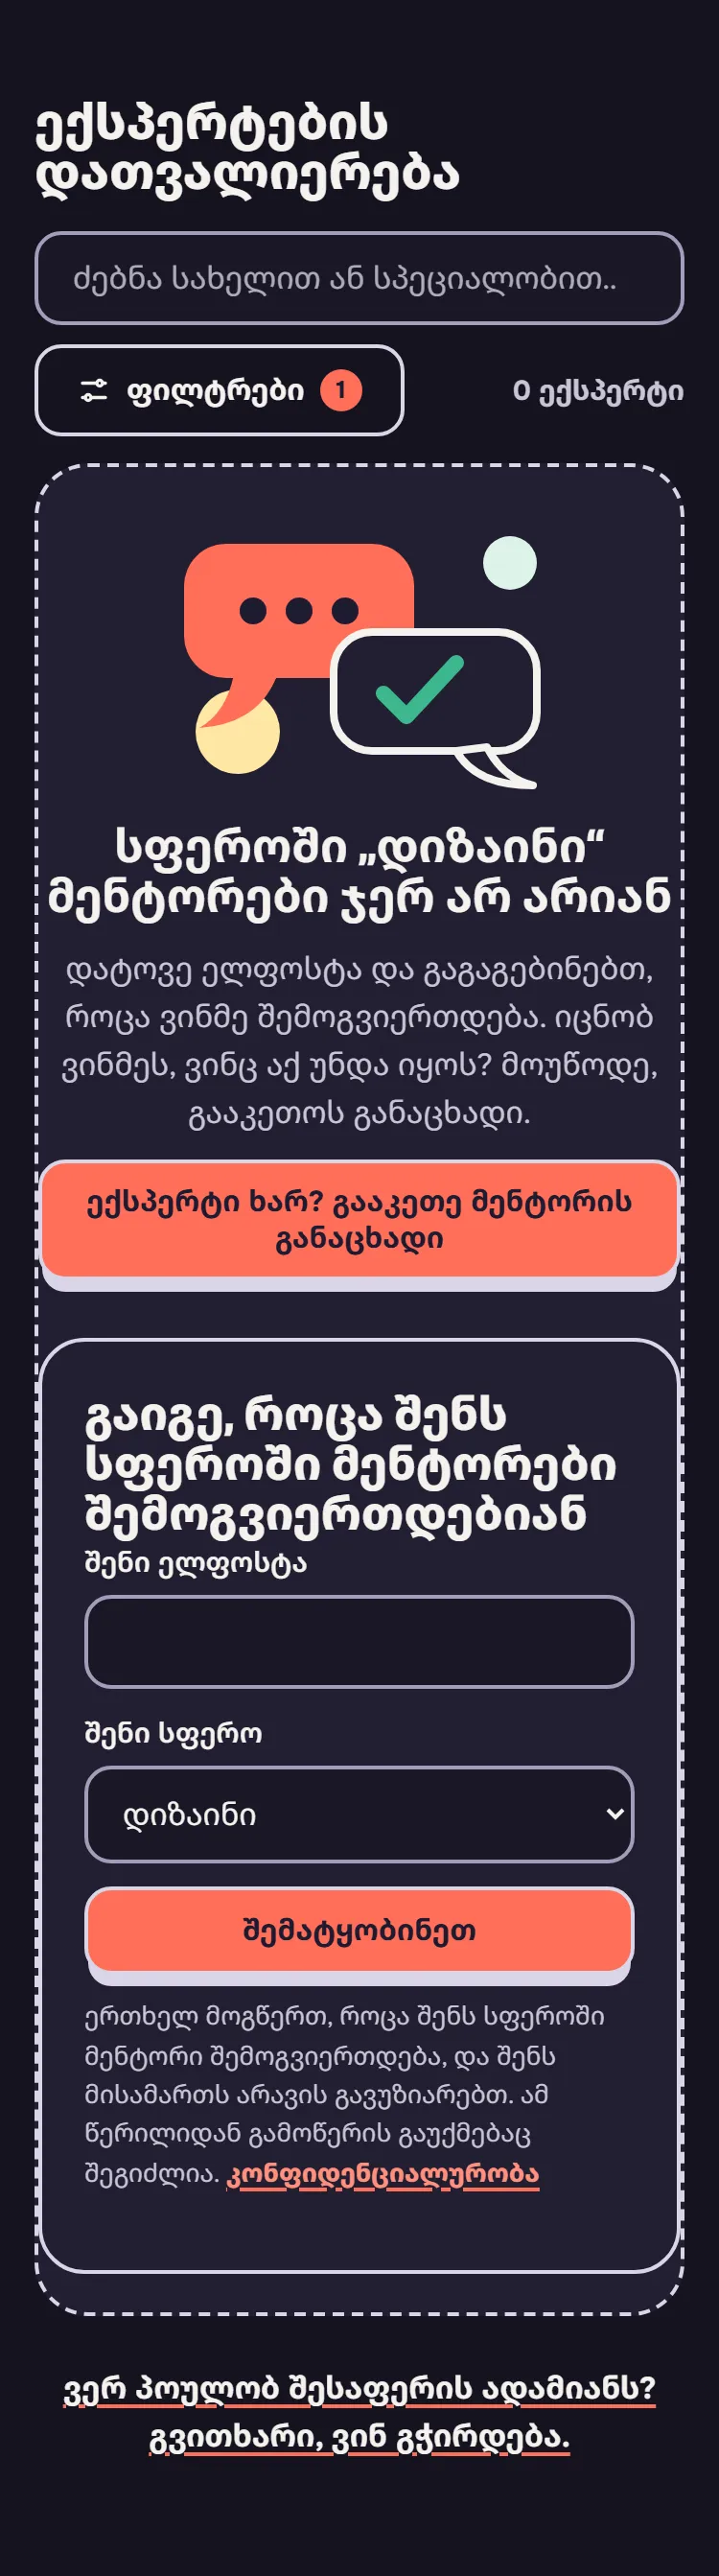 ექსპერტების
დათვალიერება
ძებნა სახელით ან სპეციალობით..
ფილტრები 1
0 ექსპერტი
სფეროში „დიზაინი“
მენტორები ჯერ არ არიან
დატოვე ელფოსტა და გაგაგებინებთ,
როცა ვინმე შემოგვიერთდება. იცნობ
ვინმეს, ვინც აქ უნდა იყოს? მოუწოდე,
გააკეთოს განაცხადი.
ექსპერტი ხარ? გააკეთე მენტორის
განაცხადი
გაიგე, როცა შენს
სფეროში მენტორები
შემოგვიერთდებიან
შენი ელფოსტა
შენი სფერო
დიზაინი
შემატყობინეთ
ერთხელ მოგწერთ, როცა შენს სფეროში
მენტორი შემოგვიერთდება, და შენს
მისამართს არავის გავუზიარებთ. ამ
წერილიდან გამოწერის გაუქმებაც
შეგიძლია. კონფიდენციალურობა
ვერ პოულობ შესაფერის ადამიანს?
გვითხარი, ვინ გჭირდება.